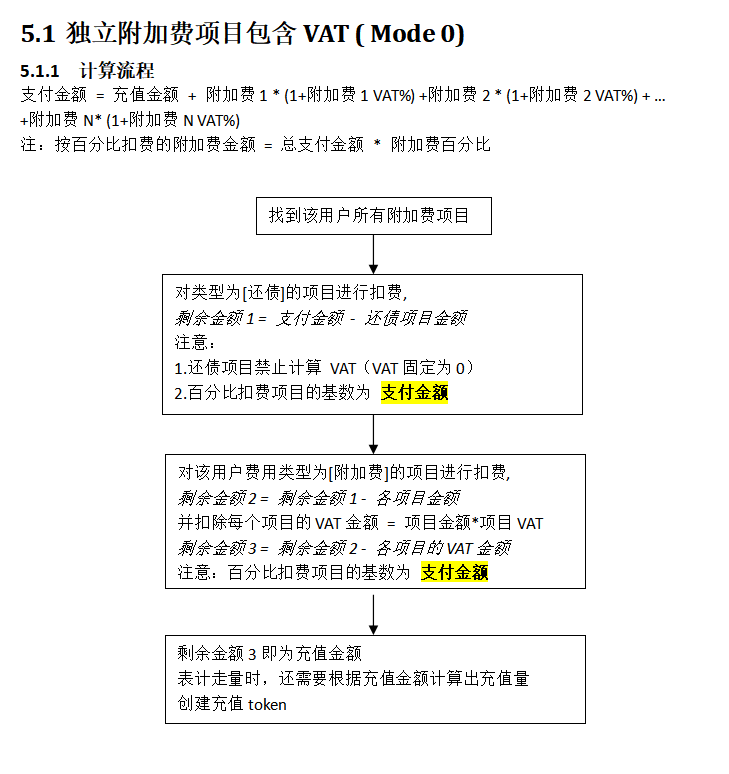 5.1 独立附加费项目包含 VAT ( Mode 0)
5.1.1 计算流程
支付金额 = 充值金额 + 附加费 1 * (1+附加费 1 VAT%) +附加费 2 * (1+附加费 2 VAT%) + …
+附加费 N* (1+附加费 N VAT%)
注：按百分比扣费的附加费金额 = 总支付金额 * 附加费百分比
找到该用户所有附加费项目
对类型为[还债]的项目进行扣费,
剩余金额 1 = 支付金额 - 还债项目金额
注意：
1.还债项目禁止计算 VAT（VAT 固定为 0）
2.百分比扣费项目的基数为 支付金额
对该用户费用类型为[附加费]的项目进行扣费,
剩余金额 2 = 剩余金额 1 - 各项目金额
并扣除每个项目的 VAT 金额 = 项目金额*项目 VAT
剩余金额 3 = 剩余金额 2 - 各项目的 VAT 金额
注意：百分比扣费项目的基数为 支付金额
剩余金额 3 即为充值金额
表计走量时，还需要根据充值金额计算出充值量
创建充值 token